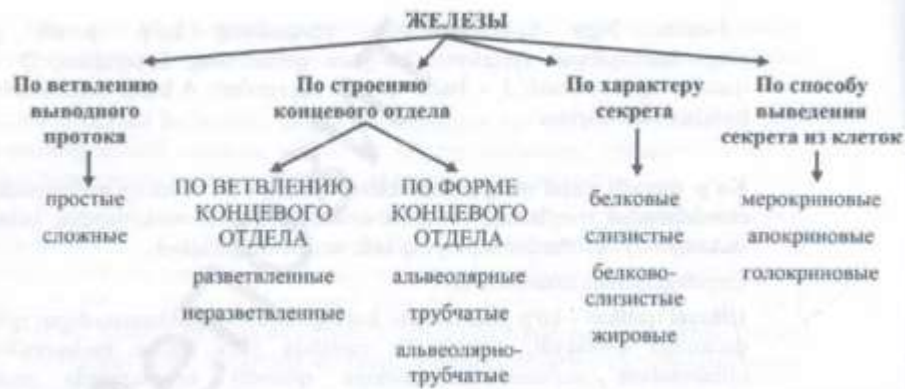 ЖЕЛЕЗЫ
По ветвлению
выводного
протока
простые
сложные
По строению
концевого отдела
ПО ВЕТВЛЕНИЮ
КОНЦЕВОГО
ОТДЕЛА
разветвленные
неразветвленные
ПО ФОРМЕ
КОНЦЕВОГО
ОТДЕЛА
альвеолярные
трубчатые
альвеолярно-
трубчатые
По характеру
секрета
белковые
слизистые
белково-
слизистые
жировые
По способу
выведения
секрета из клеток
мерокриновые
апокриновые
голокриновые